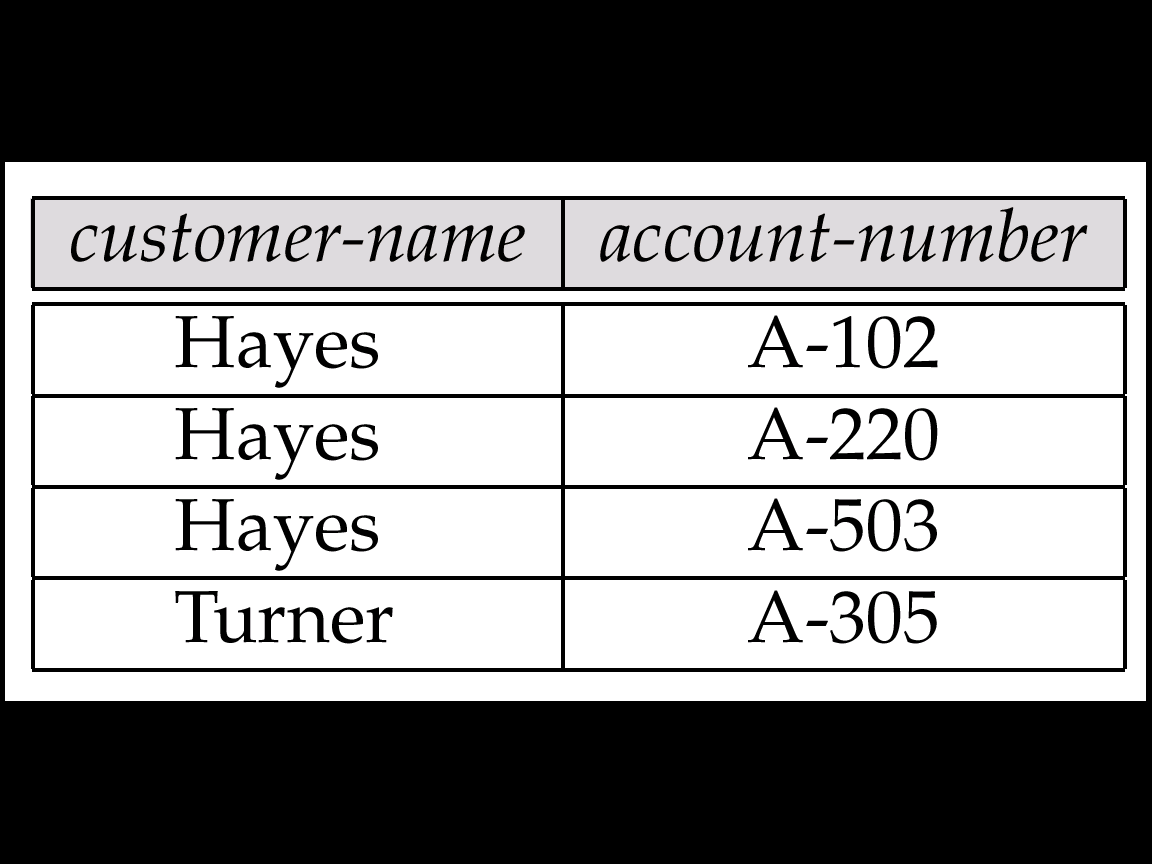 customer-name account-number
Hayes A-102
Hayes A-220
Hayes A-503
Turner A-305